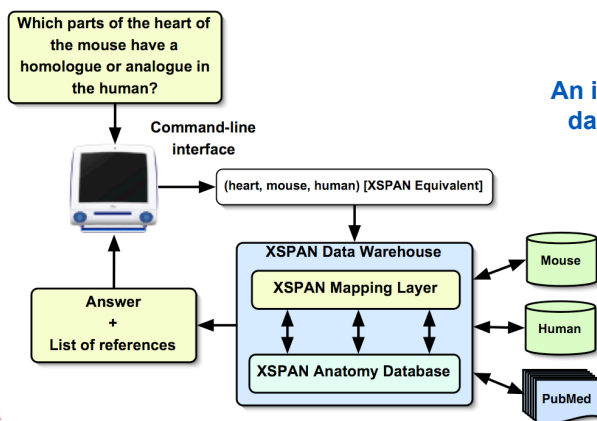 Which parts of the heart of
the mouse have a
homologue or analogue in
the human?
An i
da
Command-line
interface
(heart, mouse, human) [XSPAN Equivalent]
XSPAN Data Warehouse
XSPAN Mapping Layer
Mouse
Answer
+
List of references
Human
XSPAN Anatomy Database
PubMed